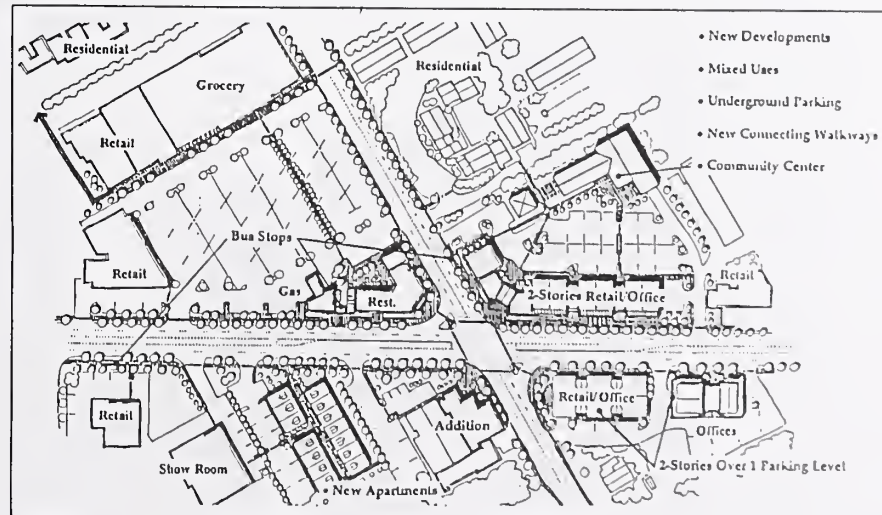 Residential
Grocery
Retail
Residential
• New Developments
• Mixed Uses
• Underground Parking
• New Connecting Walkways
• Community Center
Bus Stops
Retail
Gas
Rest.
2-Stories Retail/Office
Retail
Retail
Show Room
• New Apartments
Addition
Retail/Office
Offices
2-Stories Over 1 Parking Level